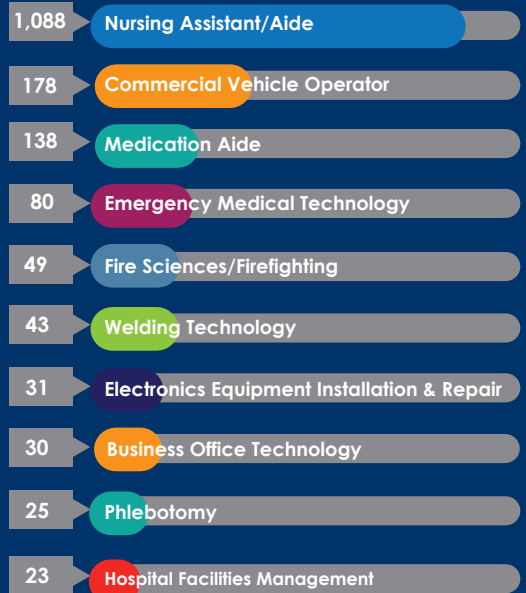 1,088 Nursing Assistant/Aide
178 Commercial Vehicle Operator
138 Medication Aide
80 Emergency Medical Technology
49 Fire Sciences/Firefighting
43 Welding Technology
31 Electronics Equipment Installation & Repair
30 Business Office Technology
25 Phlebotomy
23 Hospital Facilities Management